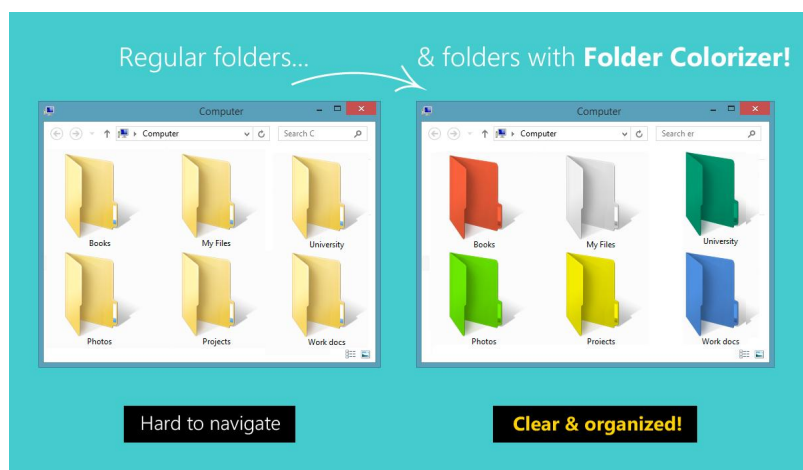 Regular folders...
& folders with Folder Colorizer!
Computer
Computer
Search C
Books
My Files
University
Photos
Projects
Work docs
Computer
Computer
Search er
Books
My Files
University
Photos
Projects
Work docs
Hard to navigate
Clear & organized!